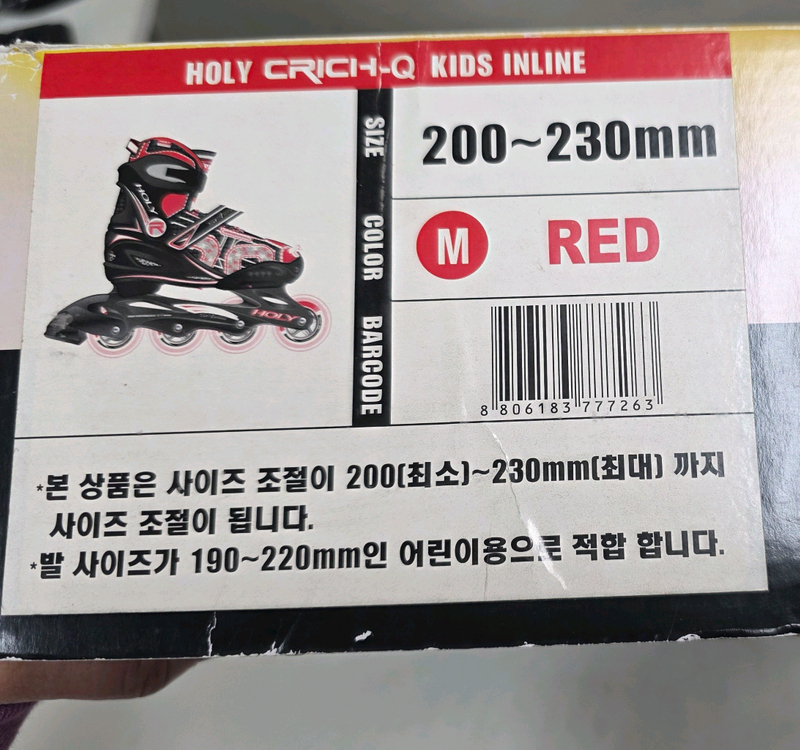 HOLY CRICH-Q KIDS INLINE
HOLY
R
HOLY
SIZE
200~230mm
COLOR
M RED
BARCODE
8 806183 777263
*본 상품은 사이즈 조절이 200(최소)~230mm(최대) 까지
사이즈 조절이 됩니다.
*발 사이즈가 190~220mm인 어린이용으로 적합 합니다.